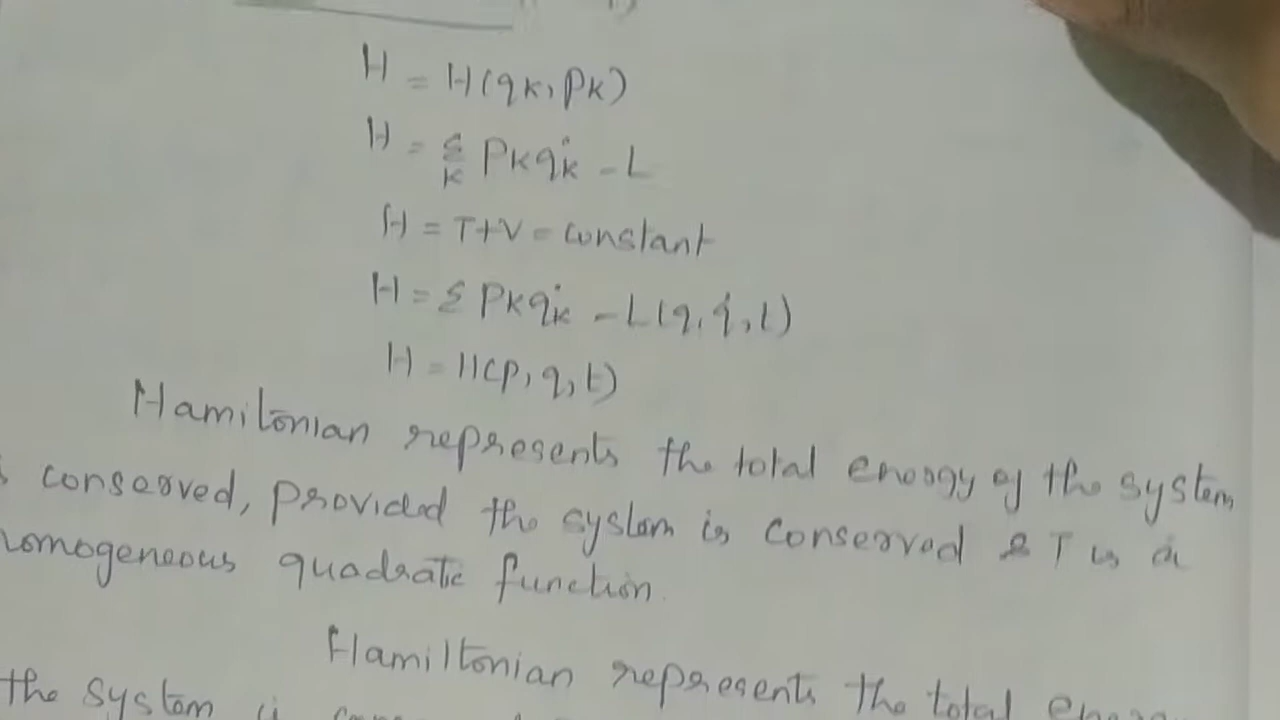 H = H(qk, Pk)
H = Σ Pk q̇k - L
k
H = T+V = constant
H = Σ Pk q̇k - L(q, q̇, t)
H = H(p, q, t)
Hamiltonian represents the total energy of the system
conserved, provided the system is conserved & T is a
homogeneous quadratic function.
Hamiltonian represents the total
the system